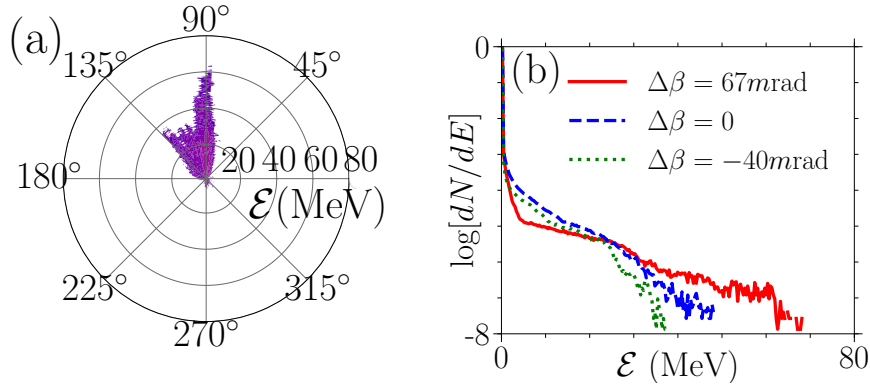 (a)
90°
135°
45°
180°
20 40 60 80
ℰ(MeV)
225°
315°
270°
(b)
0
Δβ = 67mrad
Δβ = 0
Δβ = −40mrad
log[dN/dE]
-8
0
80
ℰ (MeV)